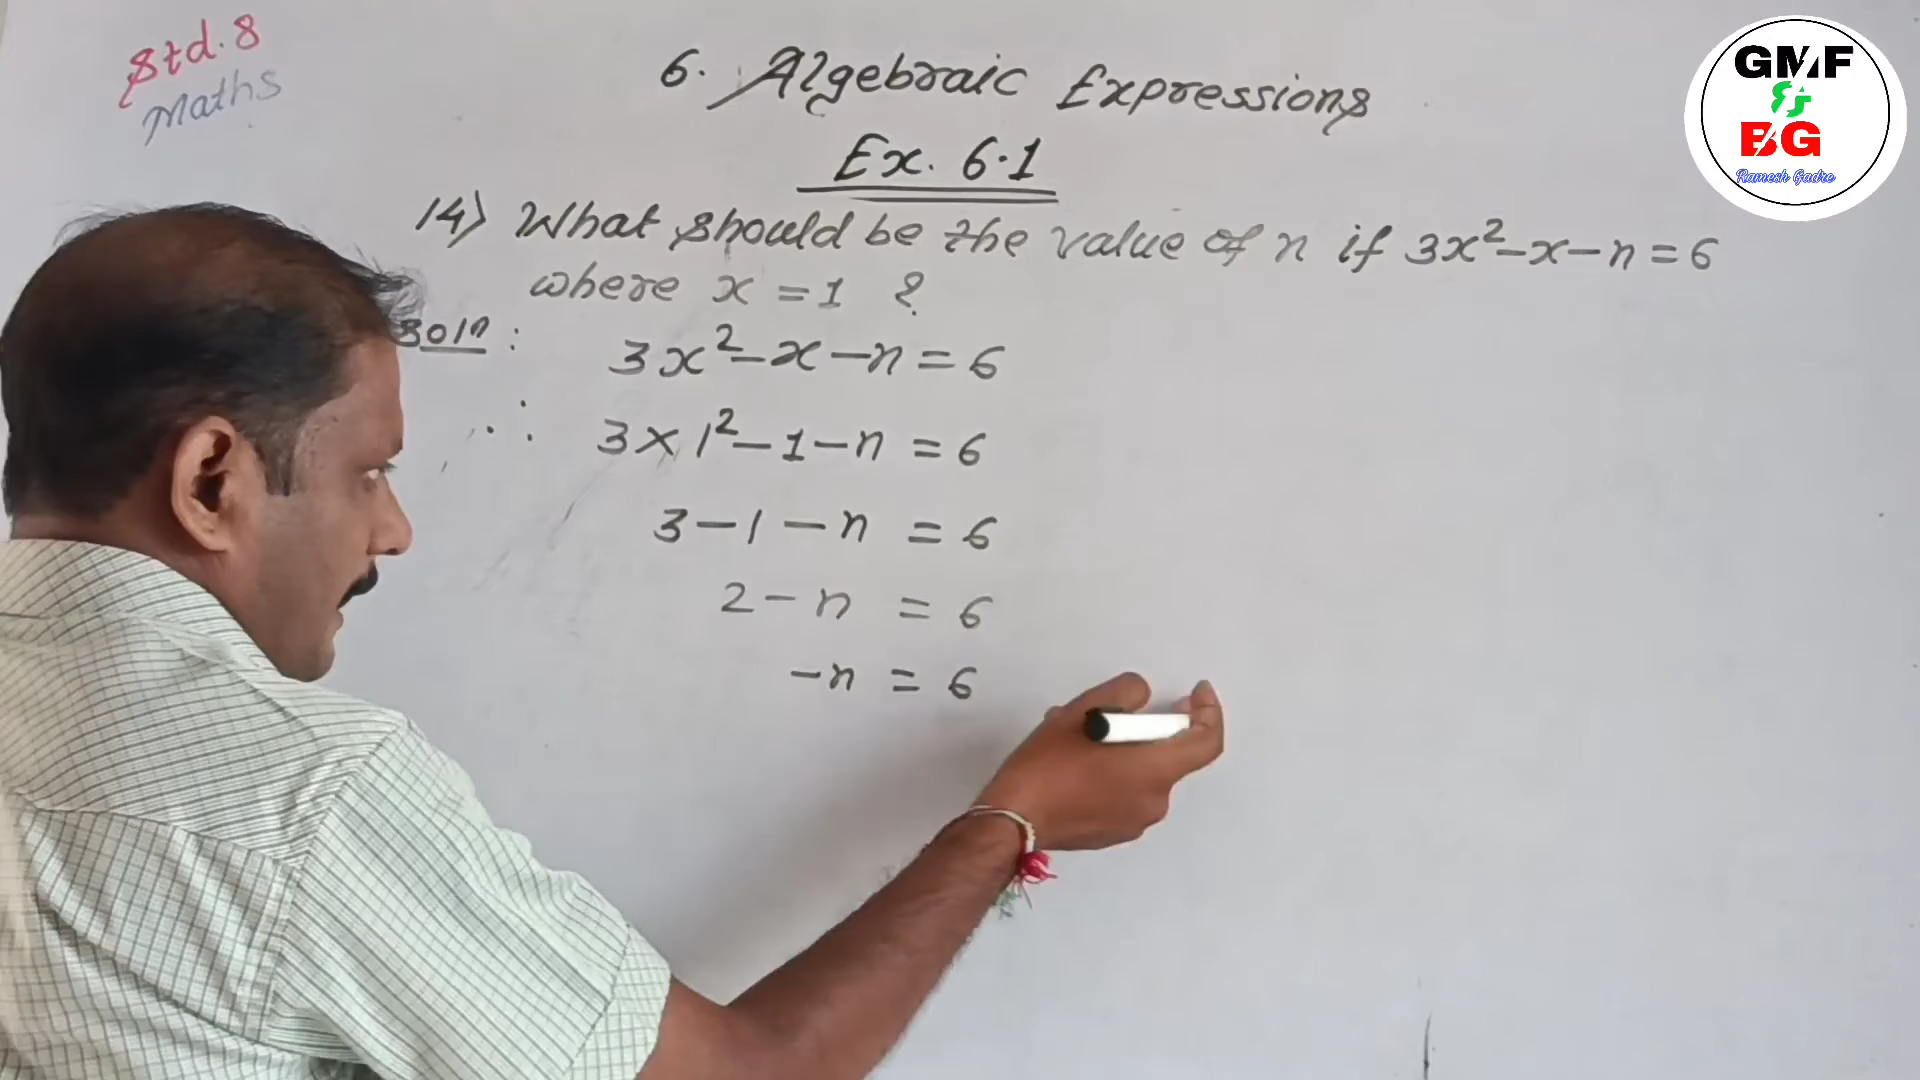 Std. 8
Maths
6. Algebraic Expressions
Ex. 6.1
GMF
&
BG
Ramesh Gadre
14) What should be the value of n if 3x²-x-n=6
where x=1 ?
Soln :
3x²-x-n=6
∴ 3×1²-1-n=6
3-1-n=6
2-n=6
-n=6